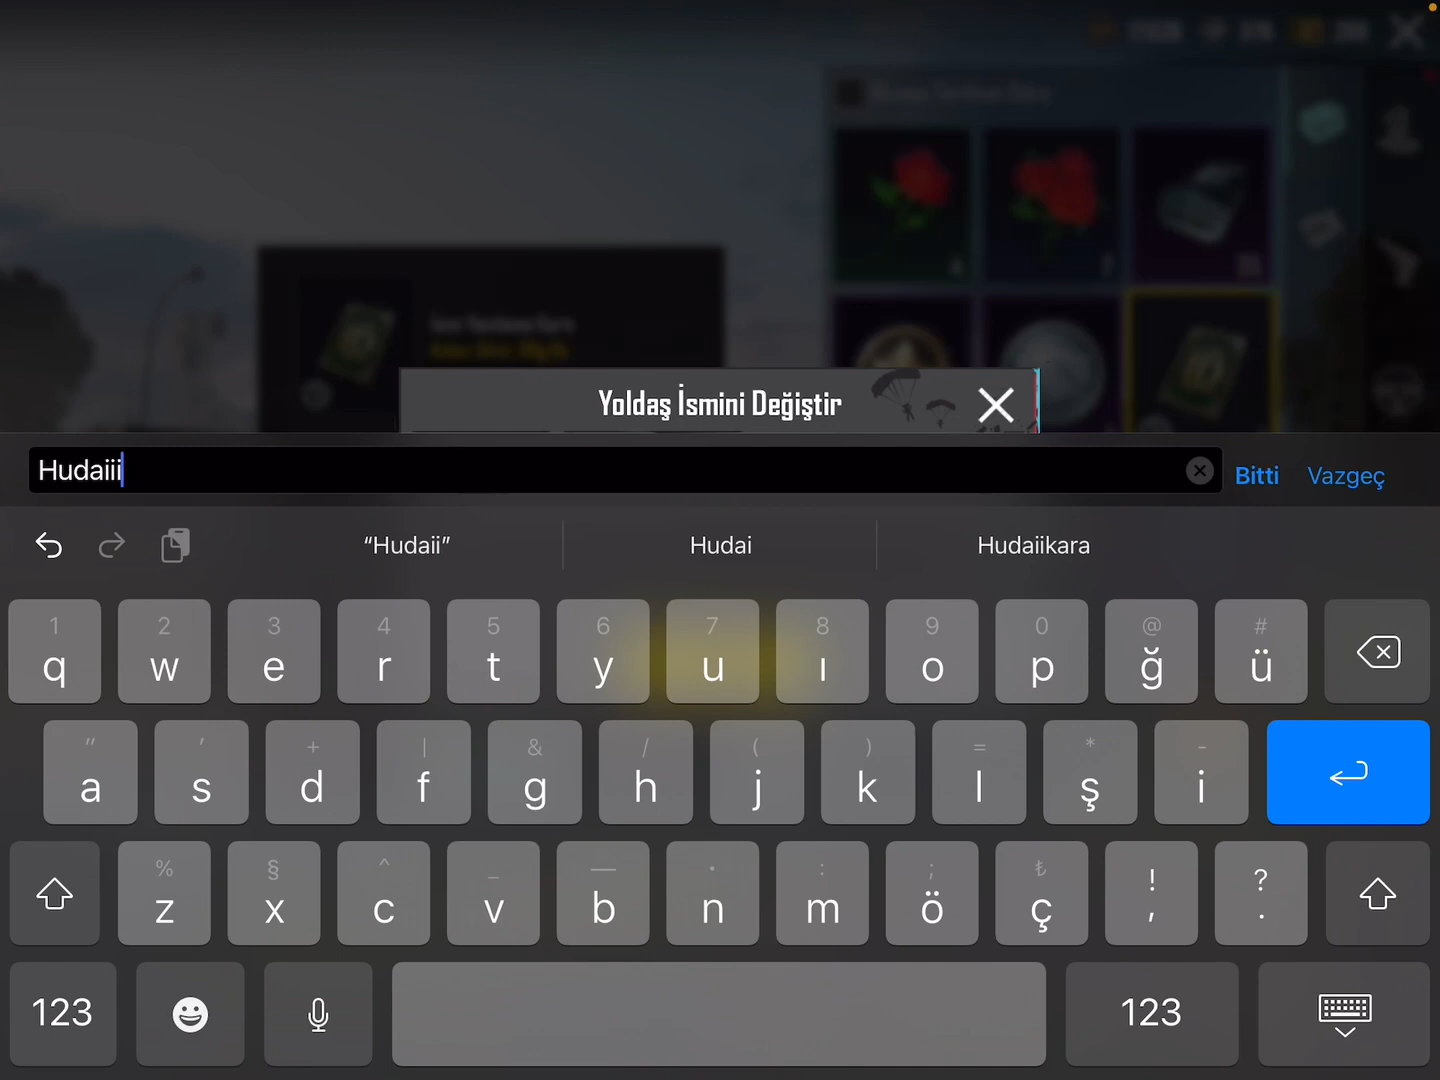 Yoldaş İsmini Değiştir
Hudaiii
Bitti Vazgeç
“Hudaii” Hudai Hudaiikara
1 2 3 4 5 6 7 8 9 0 @ #
q w e r t y u ı o p ğ ü
" ' + | & / ( ) = * -
a s d f g h j k l ş i
% § ^ _ — · : ; ₺ ! ?
z x c v b n m ö ç , .
123 123